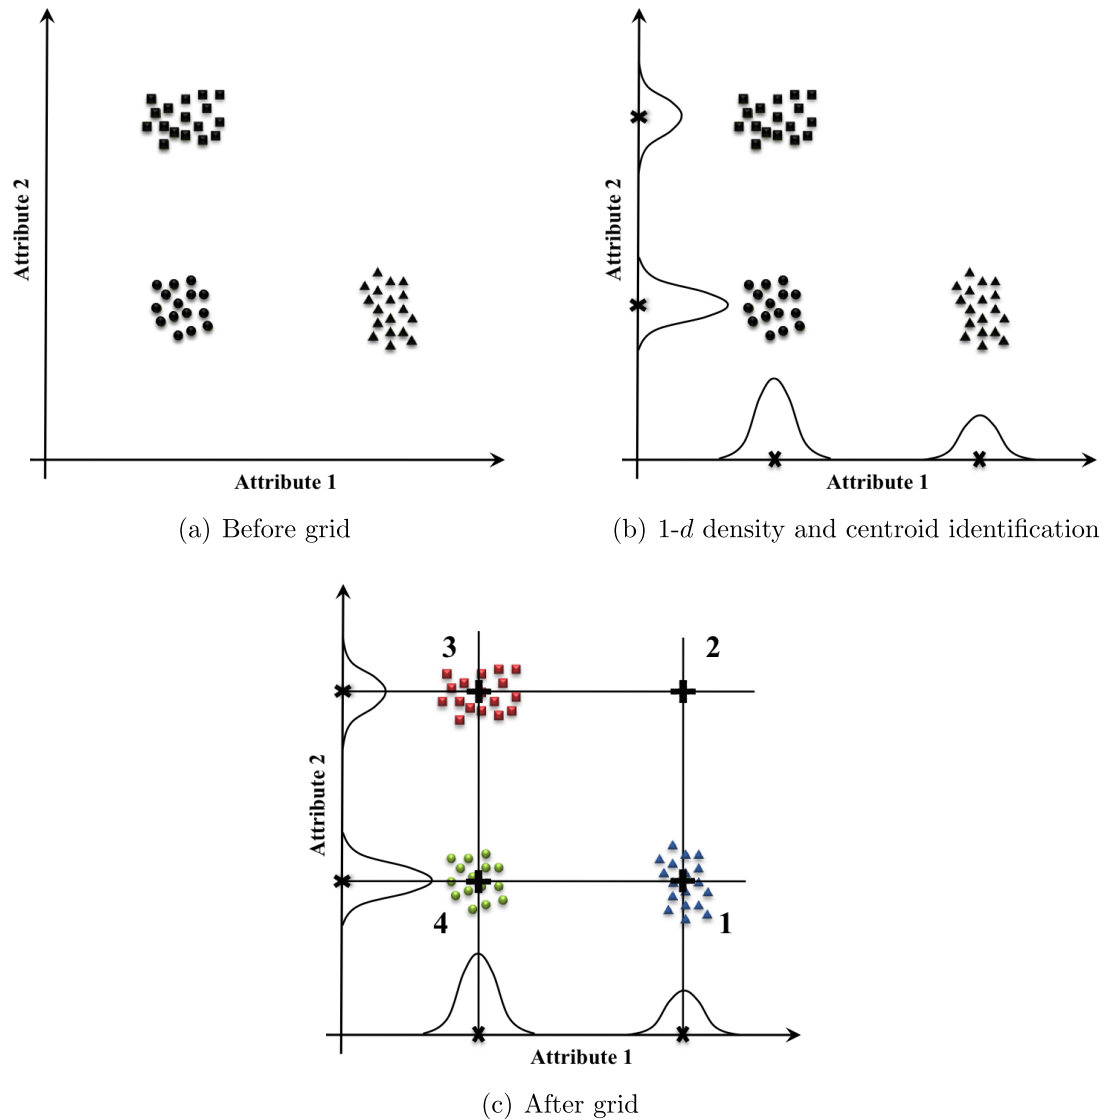 Attribute 2
Attribute 1
(a) Before grid
Attribute 2
Attribute 1
(b) 1-d density and centroid identification
3
2
Attribute 2
4
1
Attribute 1
(c) After grid